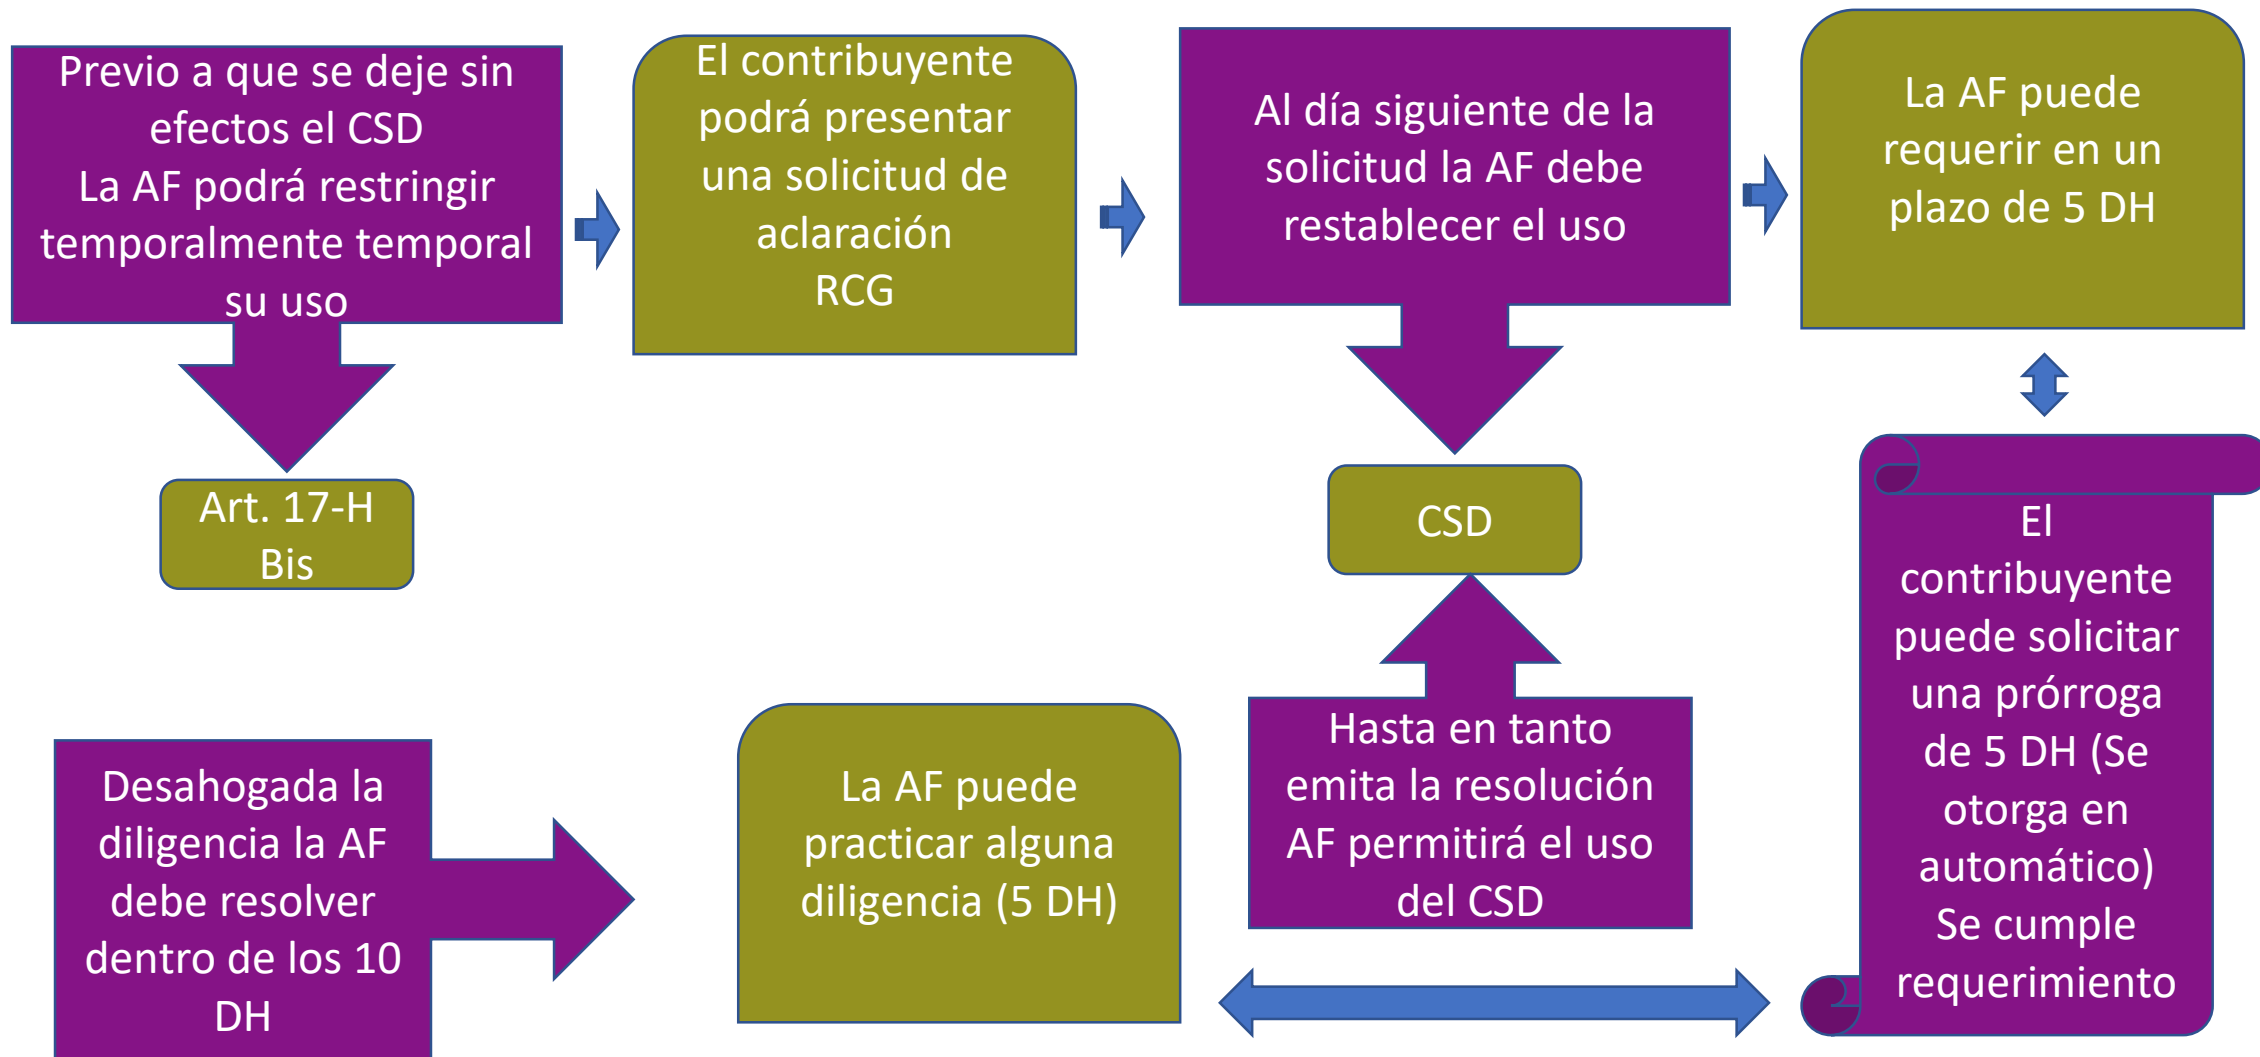 Previo a que se deje sin
efectos el CSD
La AF podrá restringir
temporalmente temporal
su uso
El contribuyente
podrá presentar
una solicitud de
aclaración
RCG
Al día siguiente de la
solicitud la AF debe
restablecer el uso
La AF puede
requerir en un
plazo de 5 DH
Art. 17-H
Bis
CSD
El
contribuyente
puede solicitar
una prórroga
de 5 DH (Se
otorga en
automático)
Se cumple
requerimiento
Hasta en tanto
emita la resolución
AF permitirá el uso
del CSD
La AF puede
practicar alguna
diligencia (5 DH)
Desahogada la
diligencia la AF
debe resolver
dentro de los 10
DH